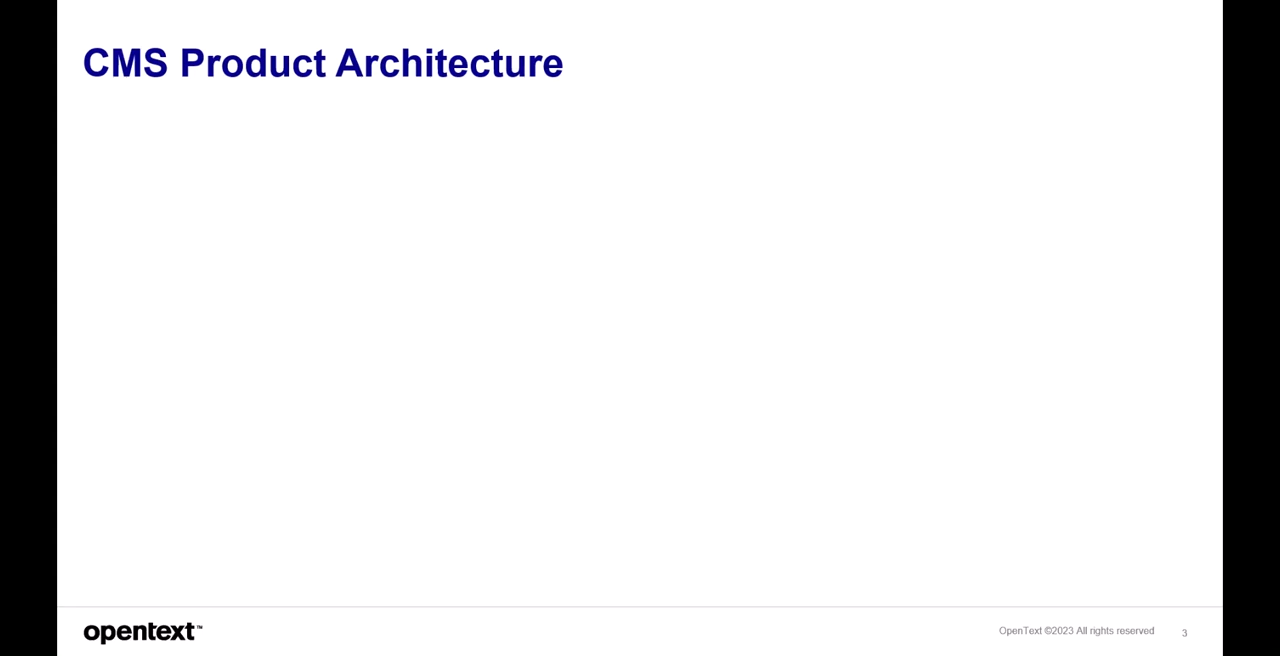 CMS Product Architecture
opentext™
OpenText ©2023 All rights reserved
3